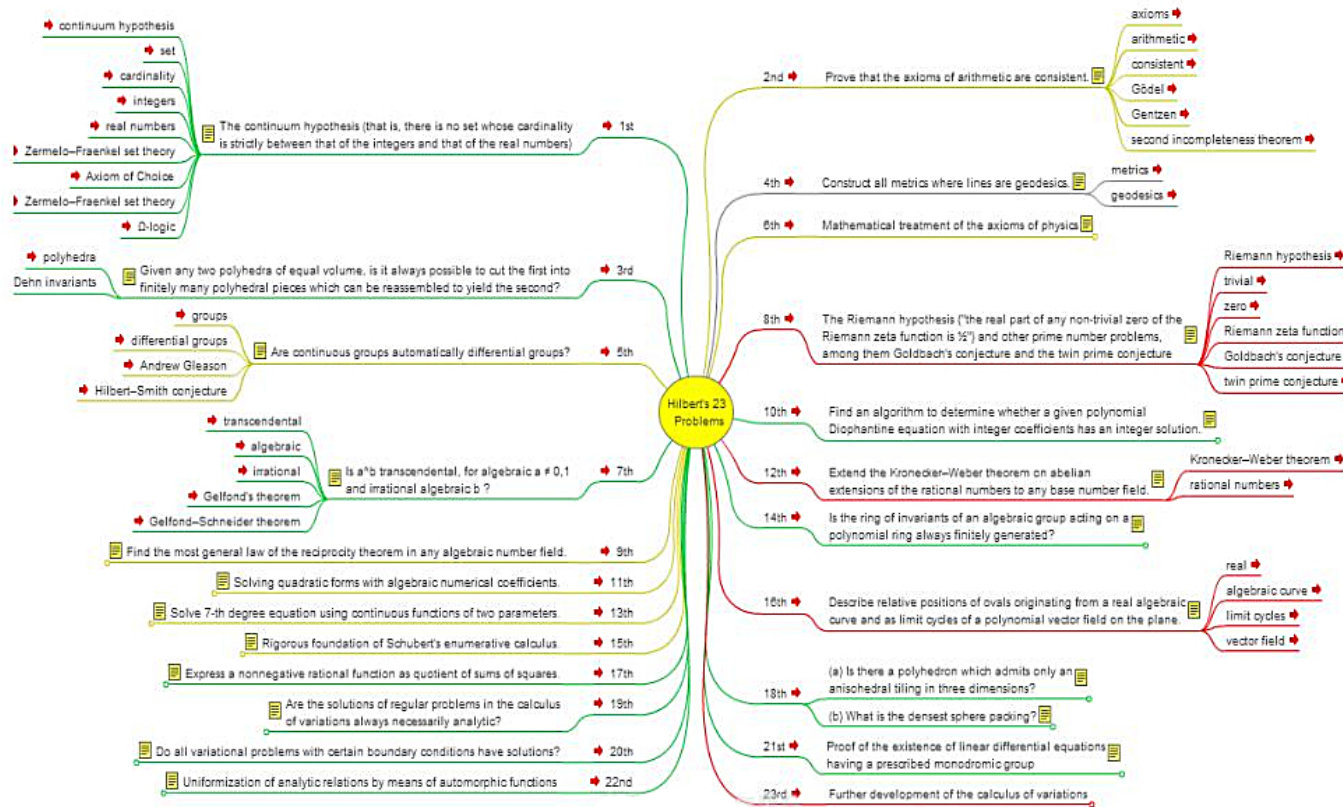 Hilbert's 23
Problems
1st
The continuum hypothesis (that is, there is no set whose cardinality
is strictly between that of the integers and that of the real numbers)
continuum hypothesis
set
cardinality
integers
real numbers
Zermelo–Fraenkel set theory
Axiom of Choice
Zermelo–Fraenkel set theory
Ω-logic
3rd
Given any two polyhedra of equal volume, is it always possible to cut the first into
finitely many polyhedral pieces which can be reassembled to yield the second?
polyhedra
Dehn invariants
5th
Are continuous groups automatically differential groups?
groups
differential groups
Andrew Gleason
Hilbert–Smith conjecture
7th
Is a^b transcendental, for algebraic a ≠ 0,1
and irrational algebraic b ?
transcendental
algebraic
irrational
Gelfond's theorem
Gelfond–Schneider theorem
Find the most general law of the reciprocity theorem in any algebraic number field. 9th
Solving quadratic forms with algebraic numerical coefficients. 11th
Solve 7-th degree equation using continuous functions of two parameters. 13th
Rigorous foundation of Schubert's enumerative calculus. 15th
Express a nonnegative rational function as quotient of sums of squares. 17th
Are the solutions of regular problems in the calculus
of variations always necessarily analytic?
19th
Do all variational problems with certain boundary conditions have solutions? 20th
Uniformization of analytic relations by means of automorphic functions 22nd
2nd Prove that the axioms of arithmetic are consistent.
axioms
arithmetic
consistent
Gödel
Gentzen
second incompleteness theorem
4th Construct all metrics where lines are geodesics.
metrics
geodesics
6th Mathematical treatment of the axioms of physics
8th
The Riemann hypothesis ("the real part of any non-trivial zero of the
Riemann zeta function is ½") and other prime number problems,
among them Goldbach's conjecture and the twin prime conjecture
Riemann hypothesis
trivial
zero
Riemann zeta function
Goldbach's conjecture
twin prime conjecture
10th
Find an algorithm to determine whether a given polynomial
Diophantine equation with integer coefficients has an integer solution.
12th
Extend the Kronecker–Weber theorem on abelian
extensions of the rational numbers to any base number field.
Kronecker–Weber theorem
rational numbers
14th
Is the ring of invariants of an algebraic group acting on a
polynomial ring always finitely generated?
16th
Describe relative positions of ovals originating from a real algebraic
curve and as limit cycles of a polynomial vector field on the plane.
real
algebraic curve
limit cycles
vector field
18th
(a) Is there a polyhedron which admits only an
anisohedral tiling in three dimensions?
(b) What is the densest sphere packing?
21st
Proof of the existence of linear differential equations
having a prescribed monodromic group
23rd Further development of the calculus of variations